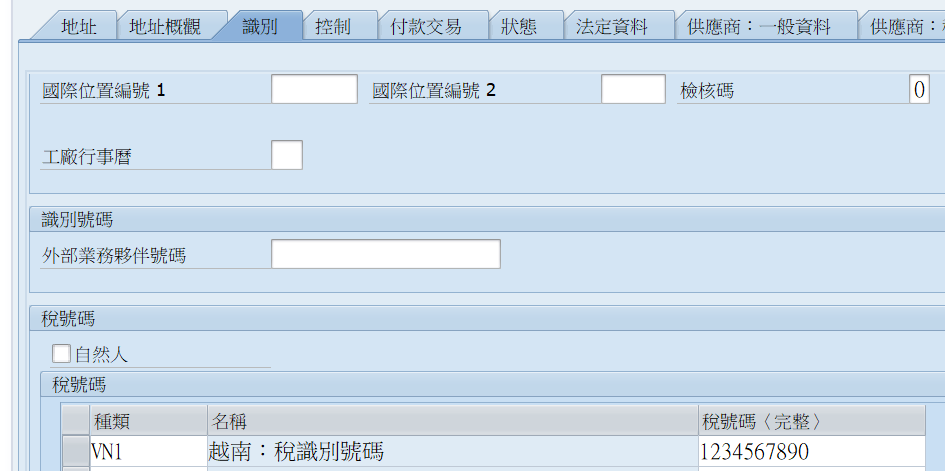 地址 地址概觀 識別 控制 付款交易 狀態 法定資料 供應商：一般資料 供應商：
國際位置編號 1 國際位置編號 2 檢核碼 0
工廠行事曆
識別號碼
外部業務夥伴號碼
稅號碼
自然人
稅號碼
種類 名稱 稅號碼（完整）
VN1 越南：稅識別號碼 1234567890